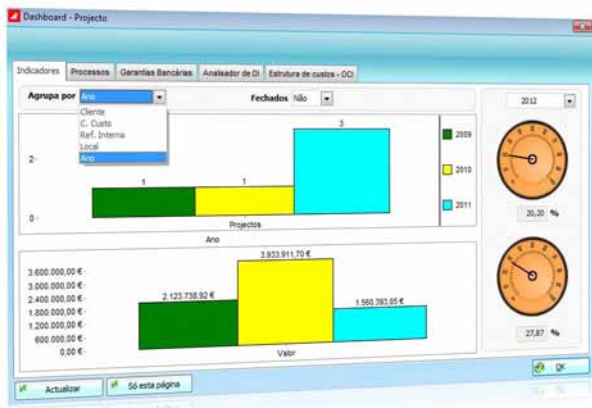 Dashboard - Projecto
Indicadores Processos Garantias Bancárias Analisador de DI Estrutura de custos - OCI
Agrupa por Ano Fechados Não 2012
Cliente
C. Custo
Ref. Interna
Local
Ano
3
2
1 1
0
2009
2010
2011
Projectos
Ano
20,20 %
3.933.911,70 €
3.600.000,00 €
3.000.000,00 €
2.400.000,00 €
1.800.000,00 €
1.200.000,00 €
600.000,00 €
0,00 €
2.123.738,92 €
1.560.393,05 €
Valor
27,87 %
OK
Actualizar Só esta página